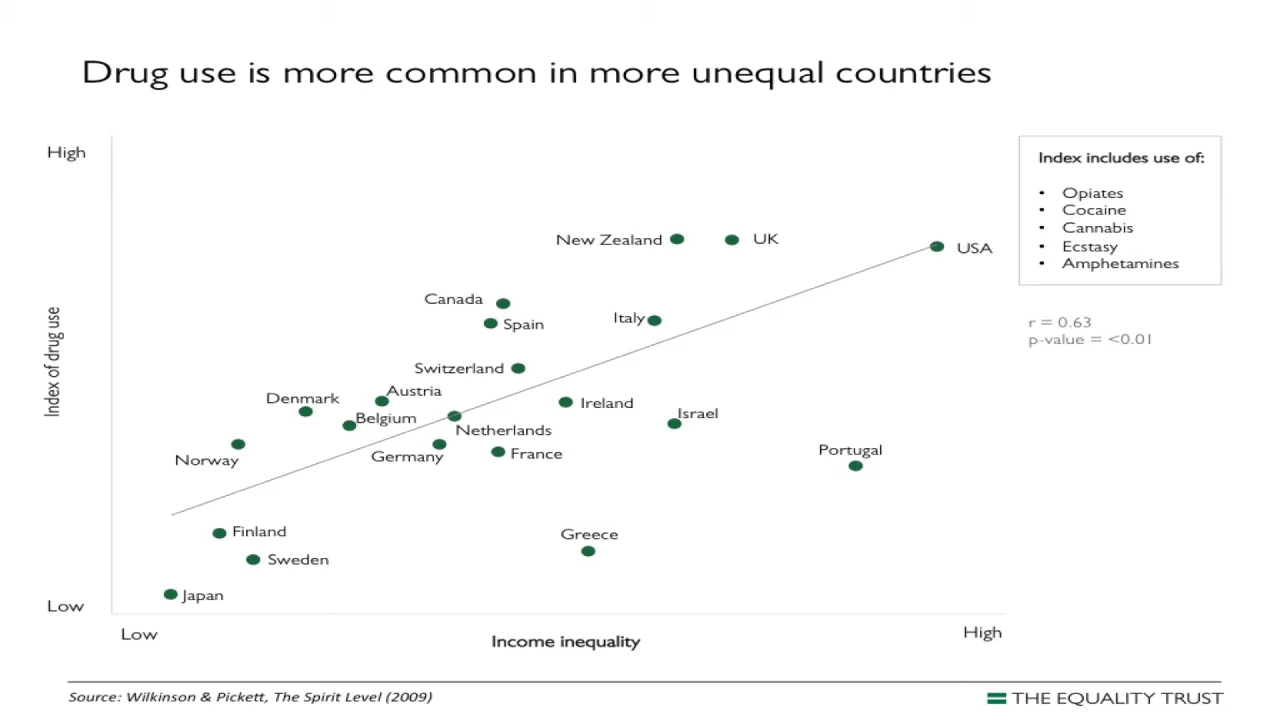 Drug use is more common in more unequal countries
High
Index of drug use
Low
New Zealand
UK
USA
Canada
Spain
Italy
Switzerland
Austria
Denmark
Belgium
Ireland
Israel
Netherlands
Norway
Germany
France
Portugal
Finland
Greece
Sweden
Japan
Low
Income inequality
High
Index includes use of:
• Opiates
• Cocaine
• Cannabis
• Ecstasy
• Amphetamines
r = 0.63
p-value = <0.01
Source: Wilkinson & Pickett, The Spirit Level (2009)
THE EQUALITY TRUST